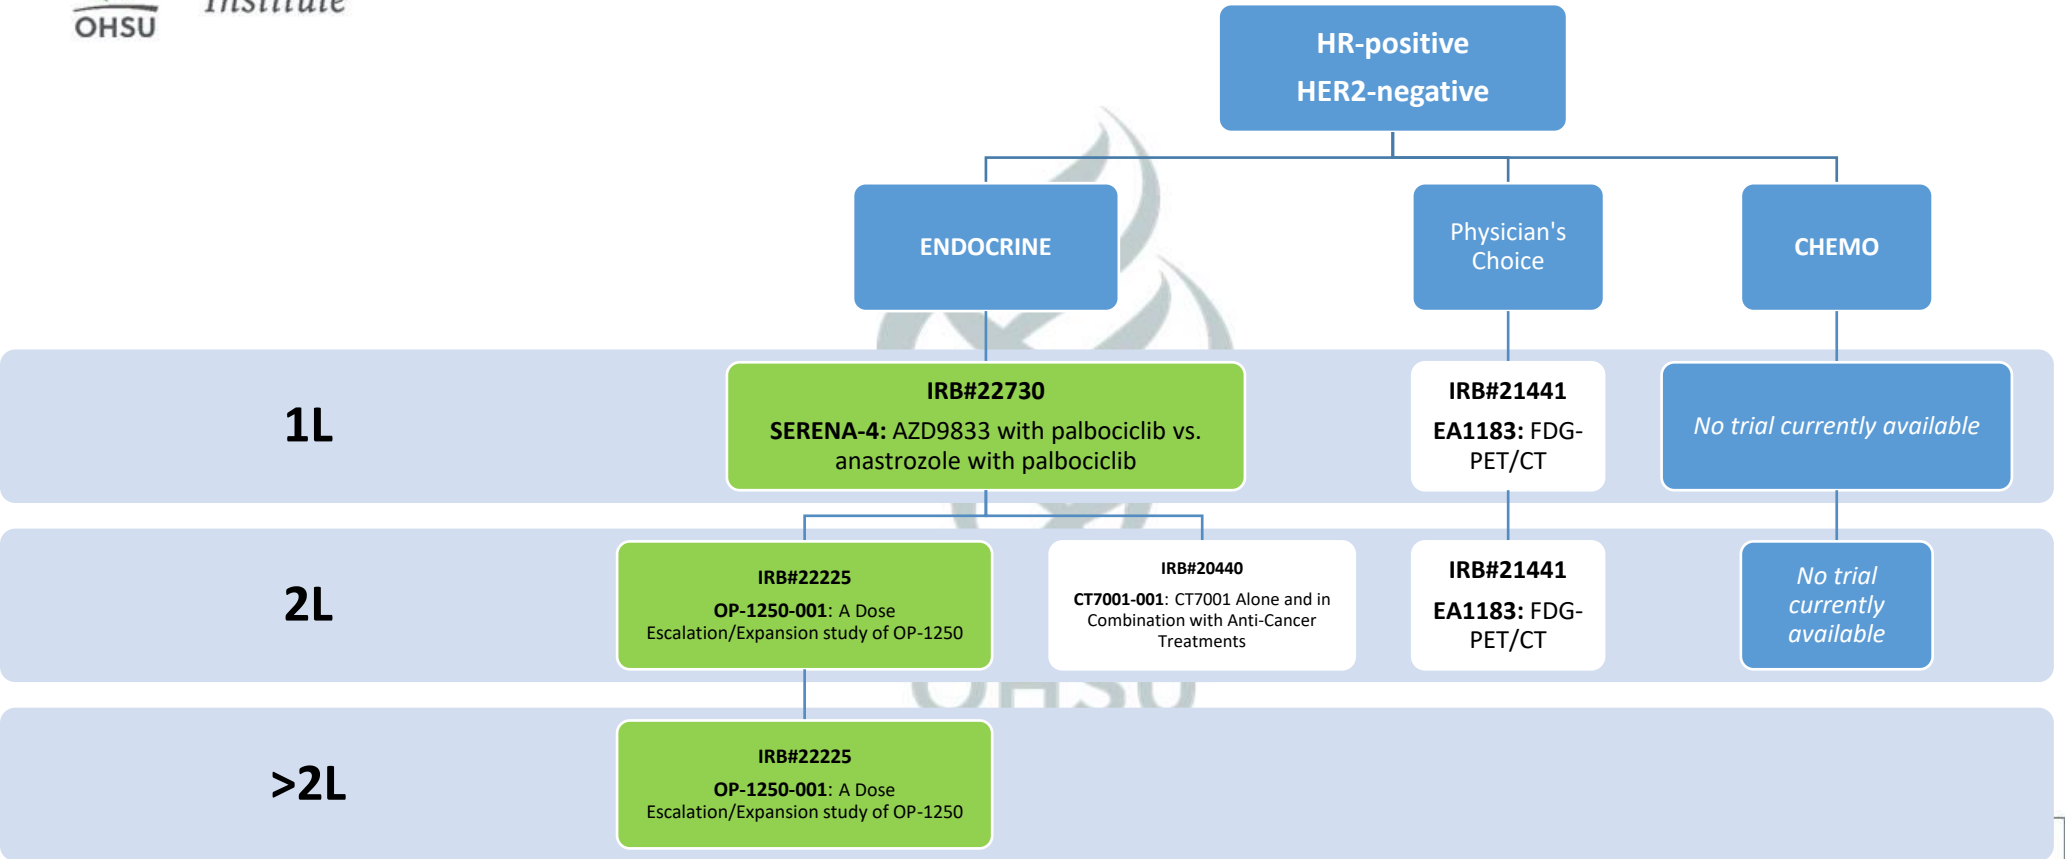 Institute
OHSU
HR-positive
HER2-negative
ENDOCRINE
Physician's
Choice
CHEMO
1L
IRB#22730
SERENA-4: AZD9833 with palbociclib vs.
anastrozole with palbociclib
IRB#21441
EA1183: FDG-
PET/CT
No trial currently available
2L
IRB#22225
OP-1250-001: A Dose
Escalation/Expansion study of OP-1250
IRB#20440
CT7001-001: CT7001 Alone and in
Combination with Anti-Cancer
Treatments
IRB#21441
EA1183: FDG-
PET/CT
No trial
currently
available
OHSU
>2L
IRB#22225
OP-1250-001: A Dose
Escalation/Expansion study of OP-1250